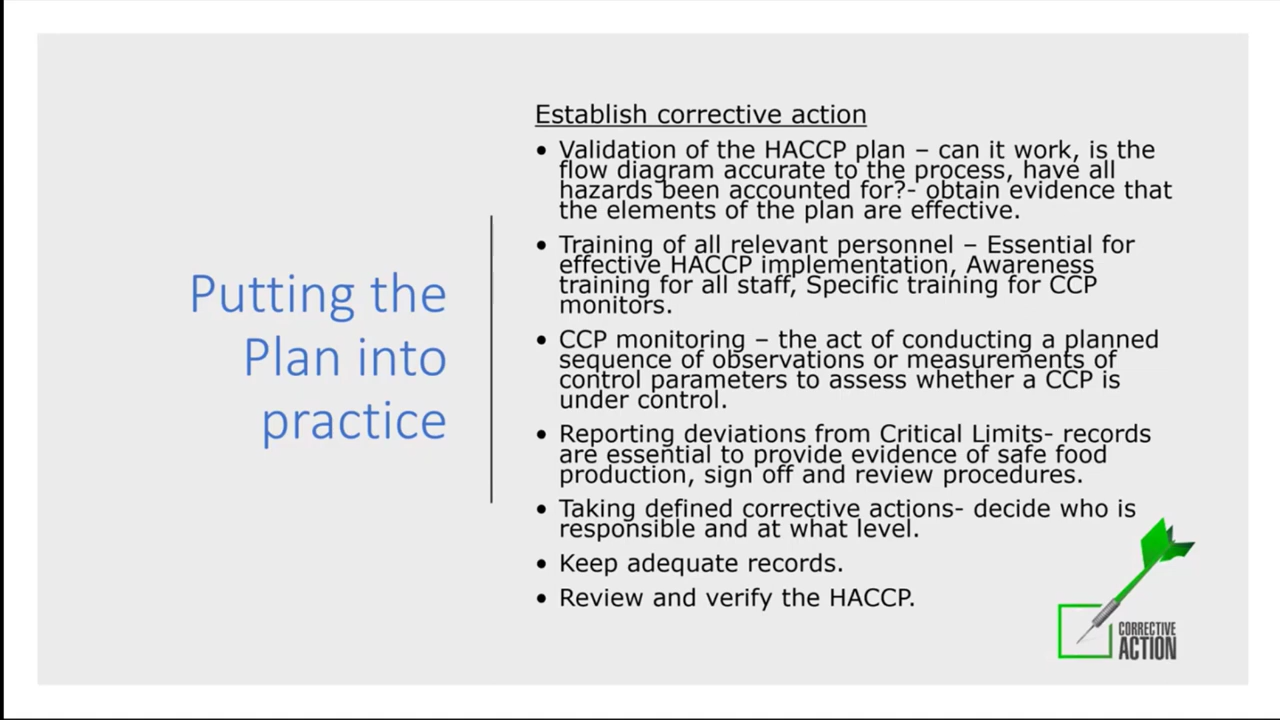 Putting the
Plan into
practice
Establish corrective action
• Validation of the HACCP plan – can it work, is the
flow diagram accurate to the process, have all
hazards been accounted for?- obtain evidence that
the elements of the plan are effective.
• Training of all relevant personnel – Essential for
effective HACCP implementation, Awareness
training for all staff, Specific training for CCP
monitors.
• CCP monitoring – the act of conducting a planned
sequence of observations or measurements of
control parameters to assess whether a CCP is
under control.
• Reporting deviations from Critical Limits- records
are essential to provide evidence of safe food
production, sign off and review procedures.
• Taking defined corrective actions- decide who is
responsible and at what level.
• Keep adequate records.
• Review and verify the HACCP.
CORRECTIVE
ACTION